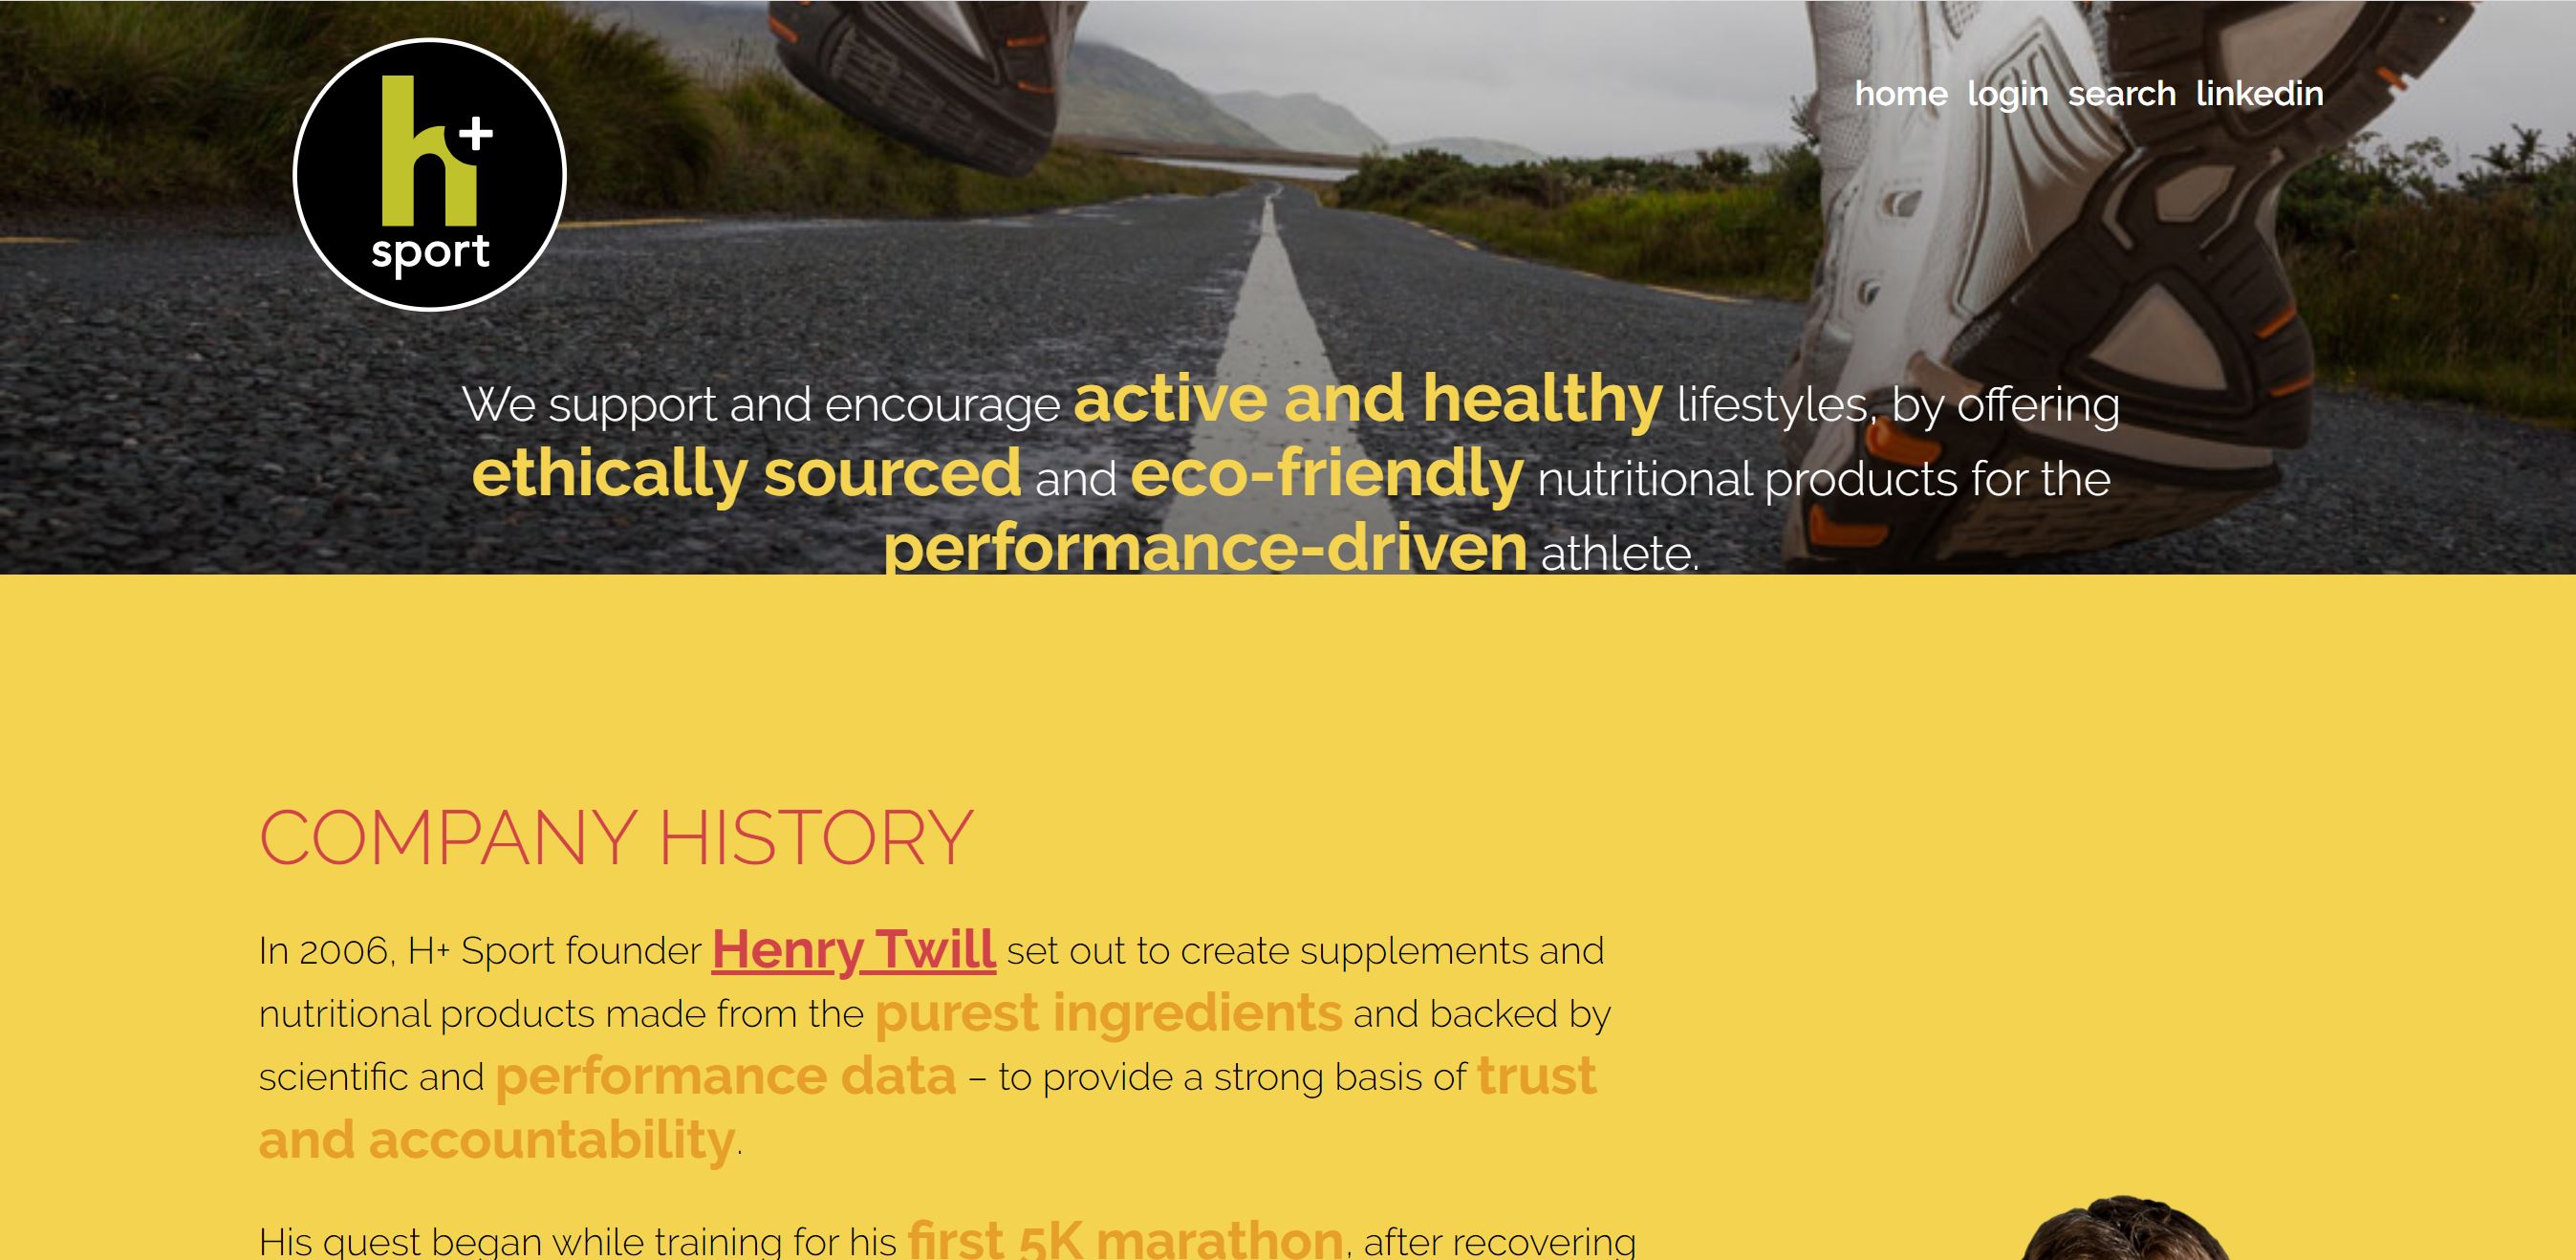 h+
sport
home login search linkedin
We support and encourage active and healthy lifestyles, by offering
ethically sourced and eco-friendly nutritional products for the
performance-driven athlete.
COMPANY HISTORY
In 2006, H+ Sport founder Henry Twill set out to create supplements and
nutritional products made from the purest ingredients and backed by
scientific and performance data – to provide a strong basis of trust
and accountability.
His quest began while training for his first 5K marathon, after recovering